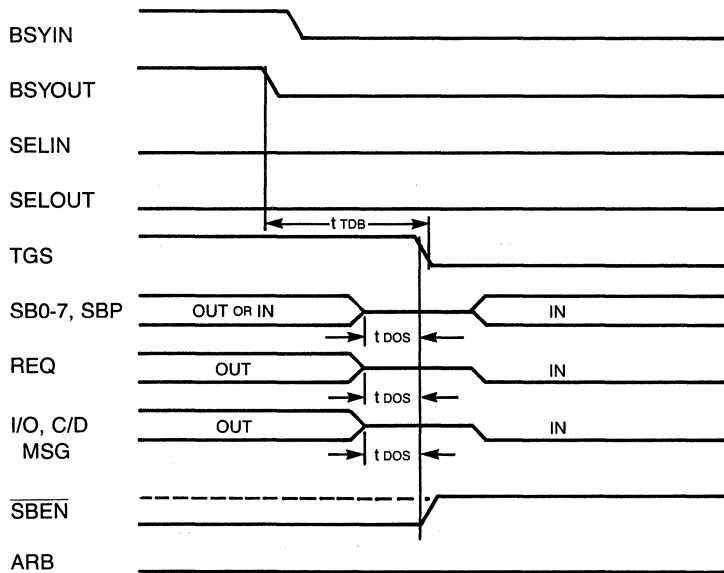 BSYIN
BSYOUT
SELIN
SELOUT
t TDB
TGS
SB0-7, SBP OUT OR IN IN
t DOS
REQ OUT IN
t DOS
I/O, C/D OUT IN
MSG
t DOS
SBEN
ARB